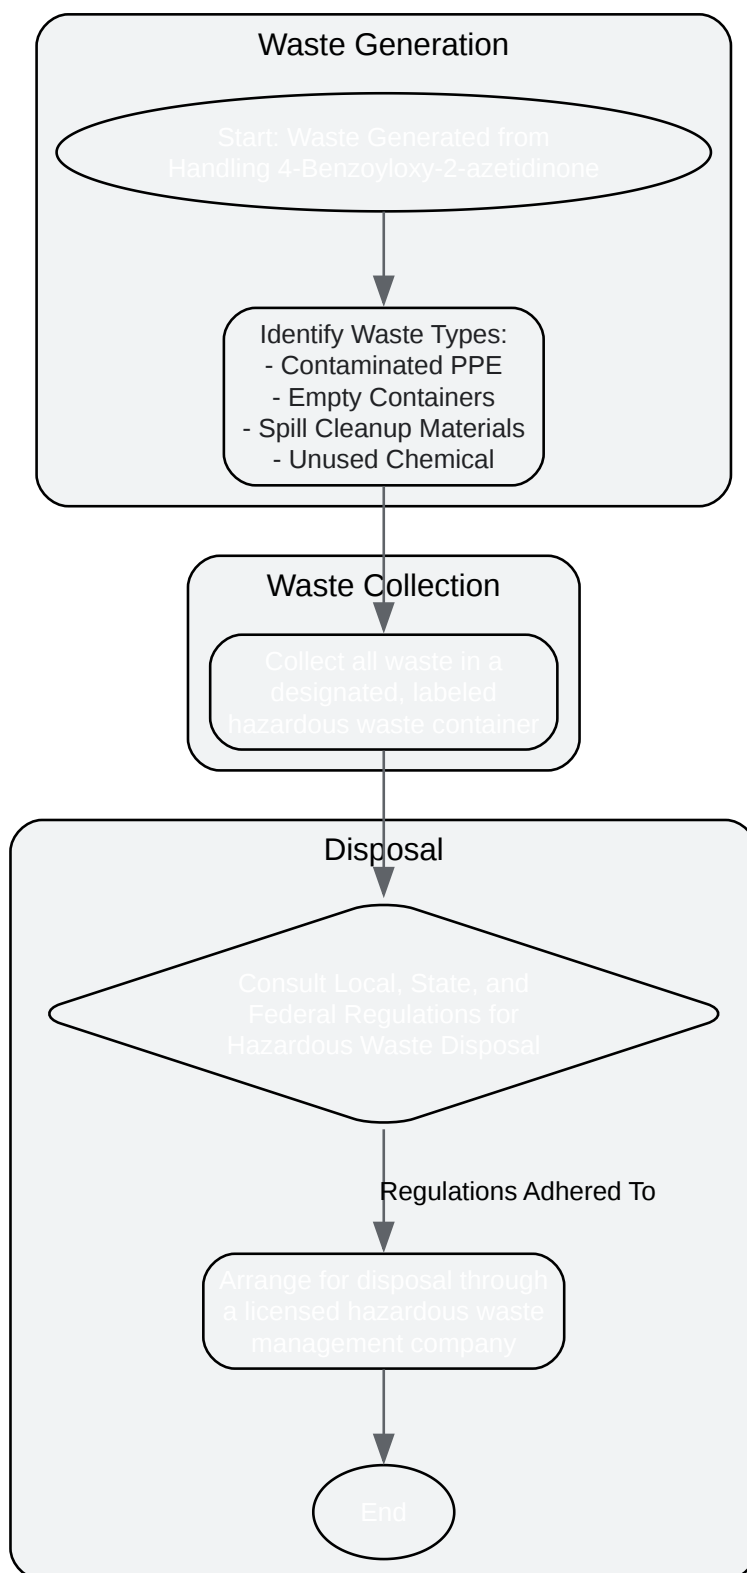 Waste Generation
Start: Waste Generated from
Handling 4-Benzoyloxy-2-azetidinone
Identify Waste Types:
- Contaminated PPE
- Empty Containers
- Spill Cleanup Materials
- Unused Chemical
Waste Collection
Collect all waste in a
designated, labeled
hazardous waste container
Disposal
Consult Local, State, and
Federal Regulations for
Hazardous Waste Disposal
Regulations Adhered To
Arrange for disposal through
a licensed hazardous waste
management company
End